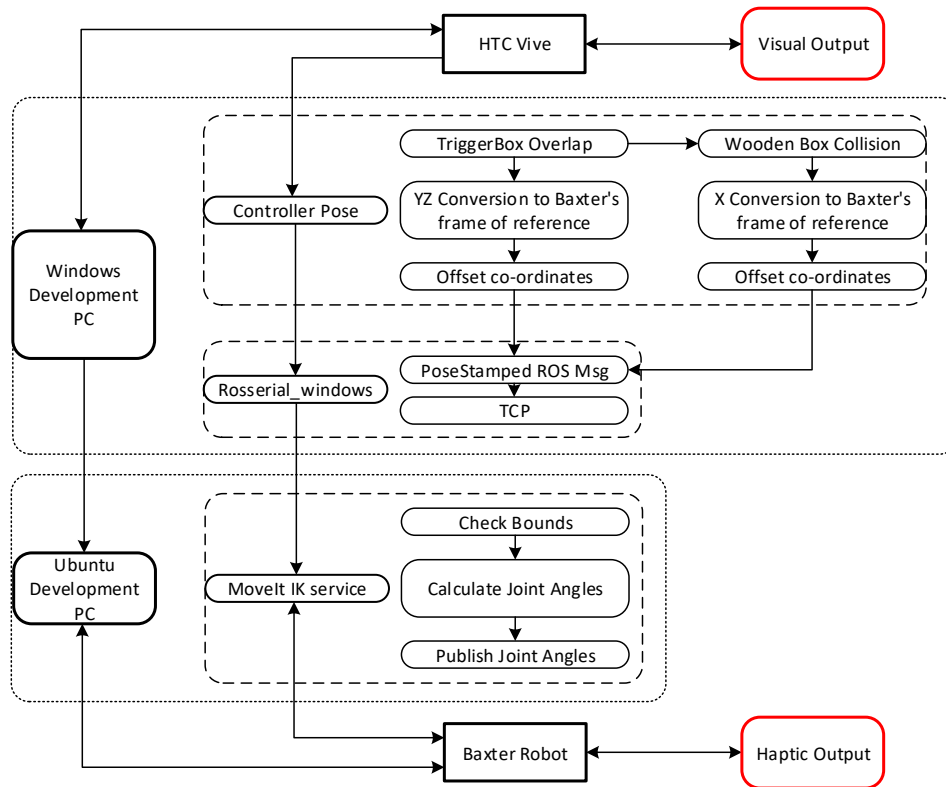 HTC Vive
Visual Output
TriggerBox Overlap
Wooden Box Collision
Controller Pose
YZ Conversion to Baxter's
frame of reference
X Conversion to Baxter's
frame of reference
Windows
Development
PC
Offset co-ordinates
Offset co-ordinates
Rosserial_windows
PoseStamped ROS Msg
TCP
Check Bounds
Ubuntu
Development
PC
MoveIt IK service
Calculate Joint Angles
Publish Joint Angles
Baxter Robot
Haptic Output